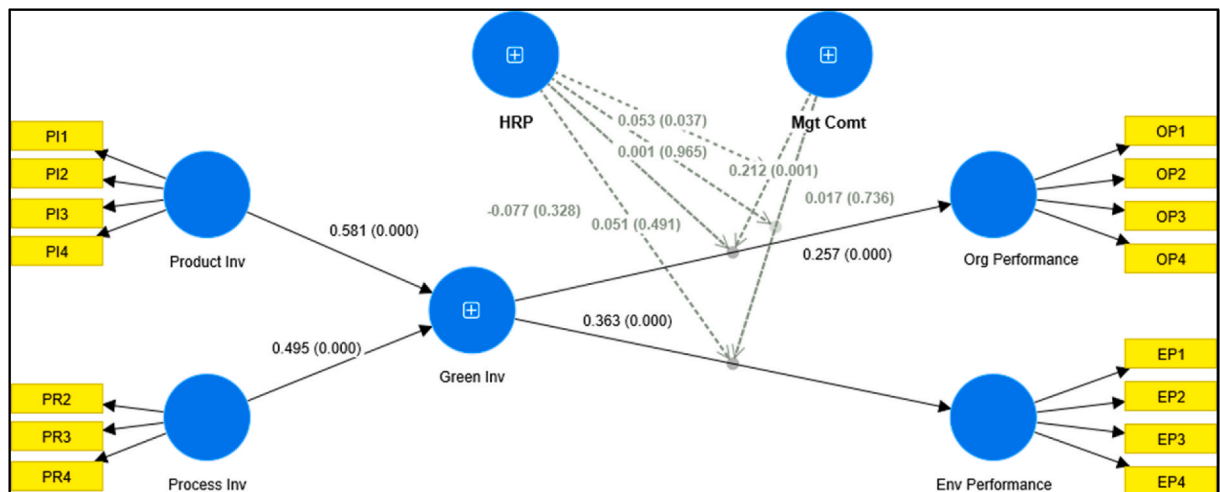 HRP
Mgt Comt
0.053 (0.037)
0.001 (0.965)
0.212 (0.001)
0.017 (0.736)
-0.077 (0.328)
0.051 (0.491)
PI1
PI2
PI3
PI4
Product Inv
0.581 (0.000)
OP1
OP2
OP3
OP4
Org Performance
0.257 (0.000)
0.363 (0.000)
0.495 (0.000)
Green Inv
PR2
PR3
PR4
Process Inv
EP1
EP2
EP3
EP4
Env Performance